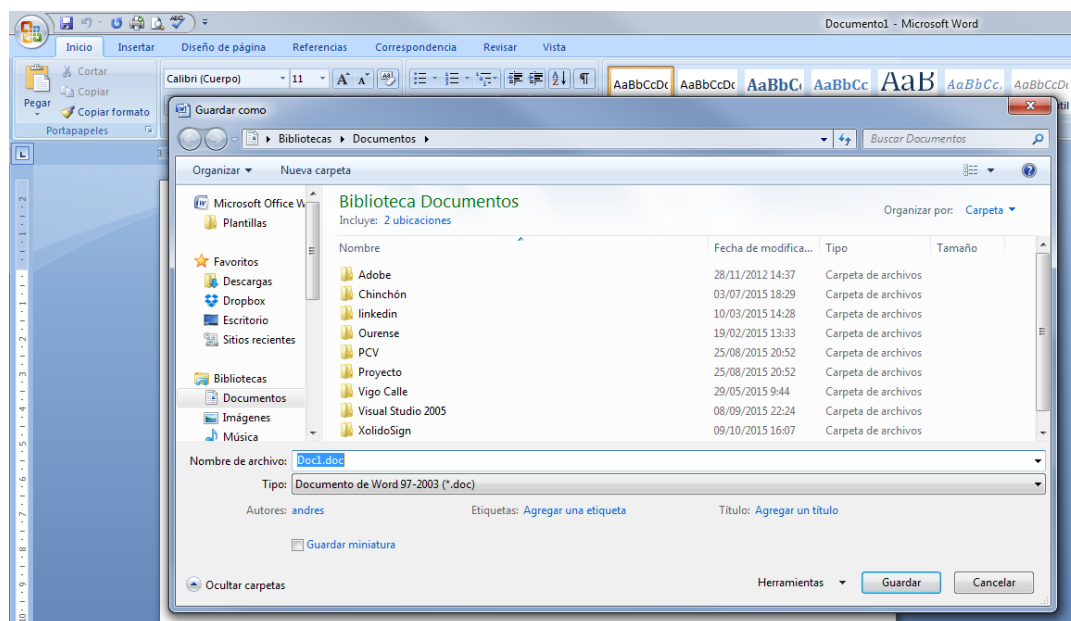 Documento1 - Microsoft Word
Inicio Insertar Diseño de página Referencias Correspondencia Revisar Vista
Cortar
Copiar
Pegar
Copiar formato
Portapapeles
Calibri (Cuerpo) 11
AaBbCcDc AaBbCcDc AaBbC AaBbCc AaB AaBbCc. AaBbCcDc
Guardar como
Bibliotecas Documentos
Buscar Documentos
Organizar Nueva carpeta
Microsoft Office W
Plantillas
Favoritos
Descargas
Dropbox
Escritorio
Sitios recientes
Bibliotecas
Documentos
Imágenes
Música
Biblioteca Documentos
Incluye: 2 ubicaciones
Organizar por: Carpeta
Nombre Fecha de modifica... Tipo Tamaño
Adobe 28/11/2012 14:37 Carpeta de archivos
Chinchón 03/07/2015 18:29 Carpeta de archivos
linkedin 10/03/2015 14:28 Carpeta de archivos
Ourense 19/02/2015 13:33 Carpeta de archivos
PCV 25/08/2015 20:52 Carpeta de archivos
Proyecto 25/08/2015 20:52 Carpeta de archivos
Vigo Calle 29/05/2015 9:44 Carpeta de archivos
Visual Studio 2005 08/09/2015 22:24 Carpeta de archivos
XolidoSign 09/10/2015 16:07 Carpeta de archivos
Nombre de archivo: Doc1.doc
Tipo: Documento de Word 97-2003 (*.doc)
Autores: andres Etiquetas: Agregar una etiqueta Título: Agregar un título
Guardar miniatura
Ocultar carpetas
Herramientas Guardar Cancelar